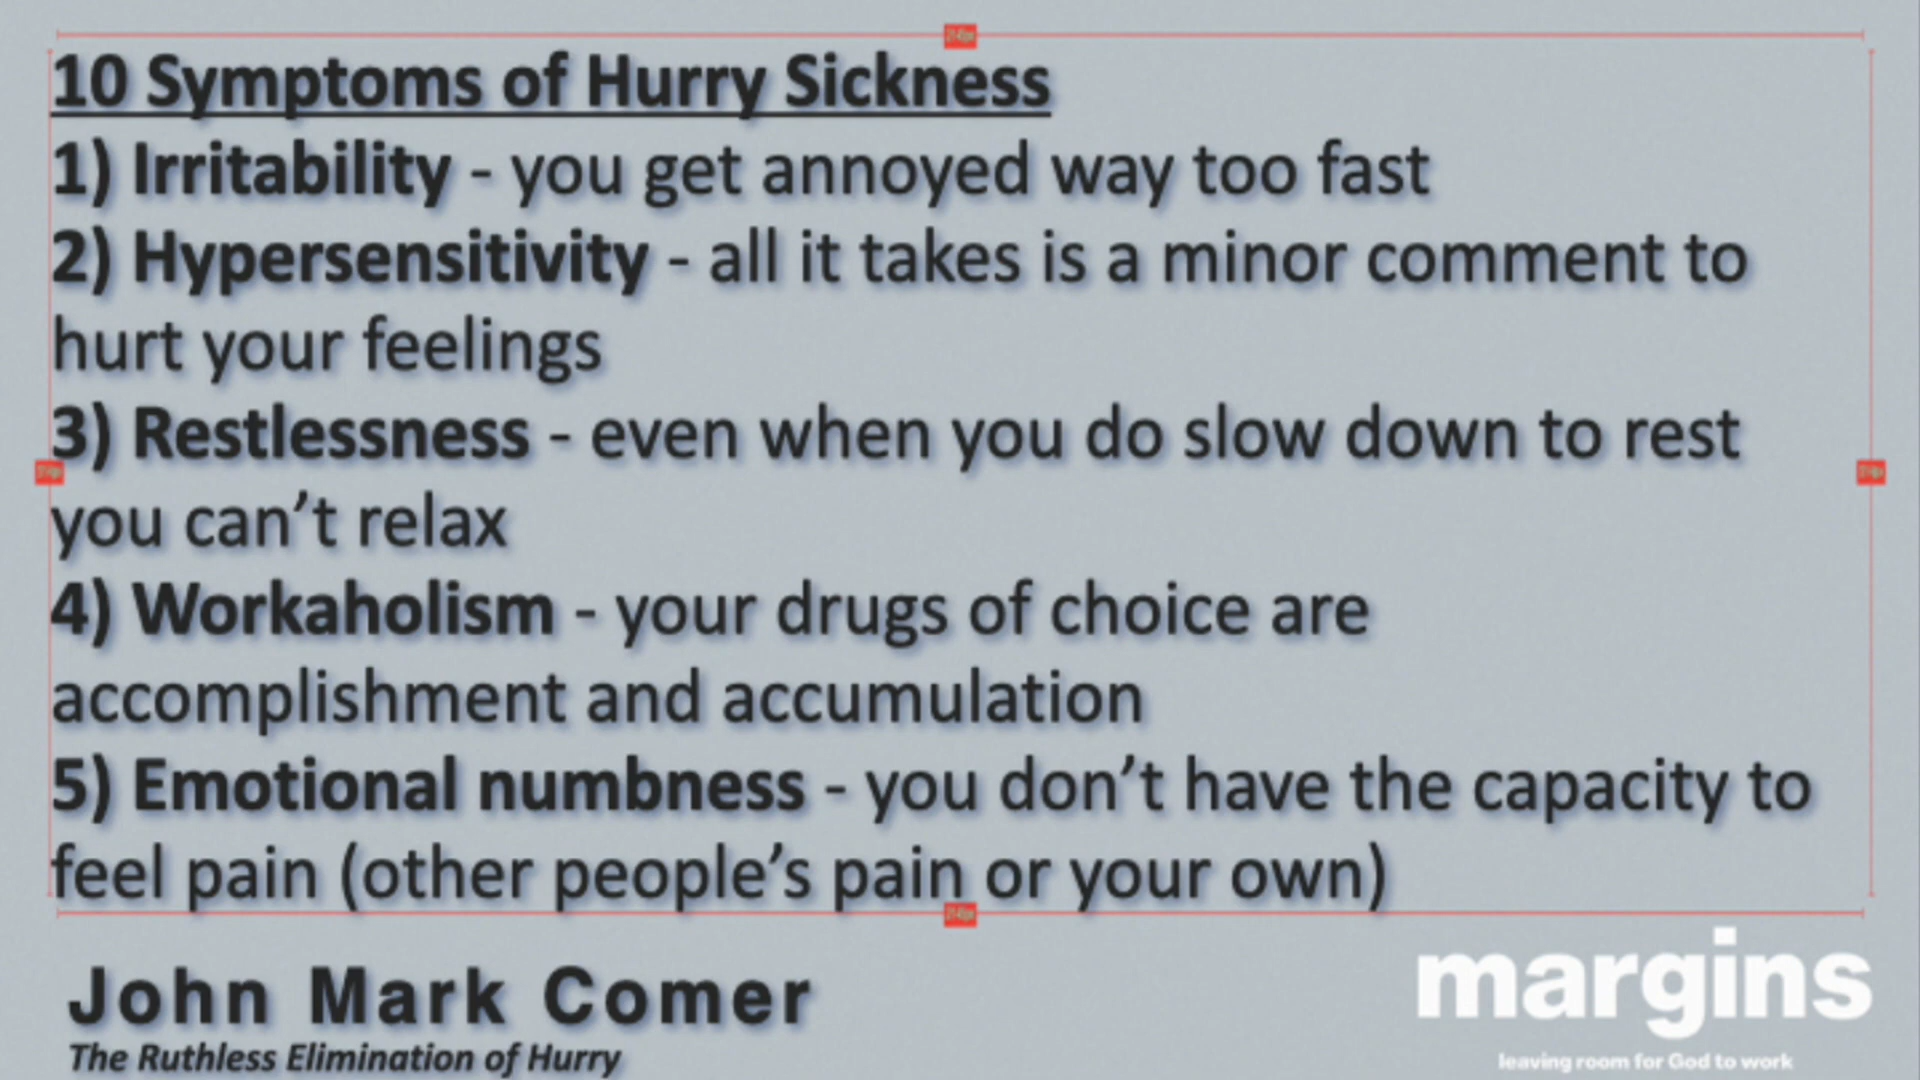 10 Symptoms of Hurry Sickness
1) Irritability - you get annoyed way too fast
2) Hypersensitivity - all it takes is a minor comment to
hurt your feelings
3) Restlessness - even when you do slow down to rest
you can’t relax
4) Workaholism - your drugs of choice are
accomplishment and accumulation
5) Emotional numbness - you don’t have the capacity to
feel pain (other people’s pain or your own)
John Mark Comer
The Ruthless Elimination of Hurry
margins
leaving room for God to work